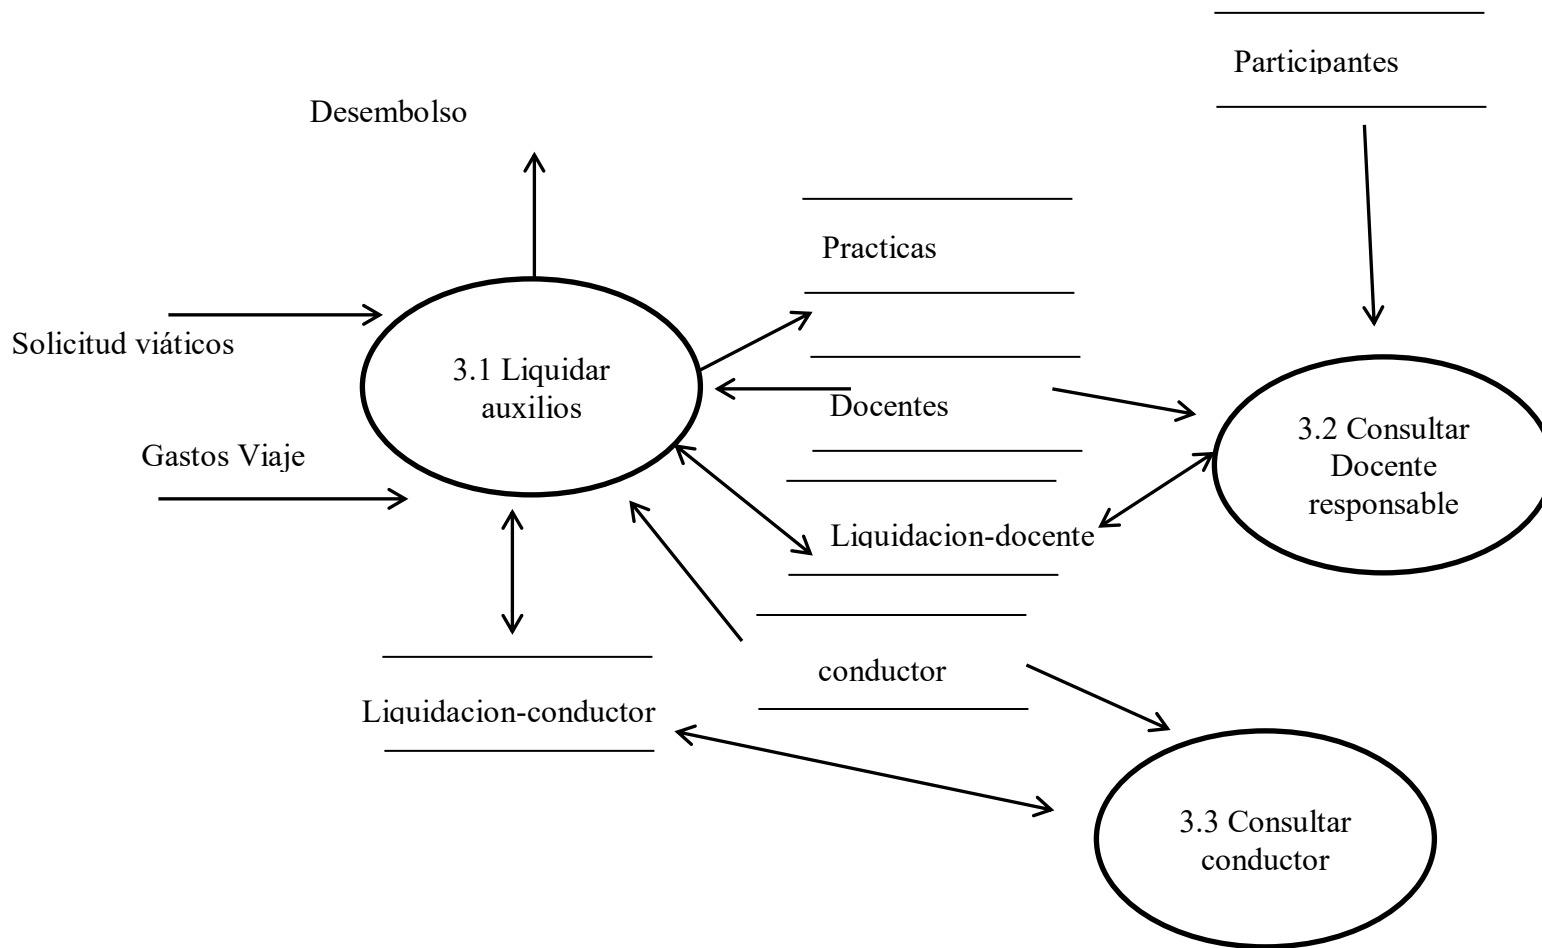 Participantes
Desembolso
Practicas
Solicitud viáticos
3.1 Liquidar
auxilios
Docentes
3.2 Consultar
Docente
responsable
Gastos Viaje
Liquidacion-docente
conductor
Liquidacion-conductor
3.3 Consultar
conductor